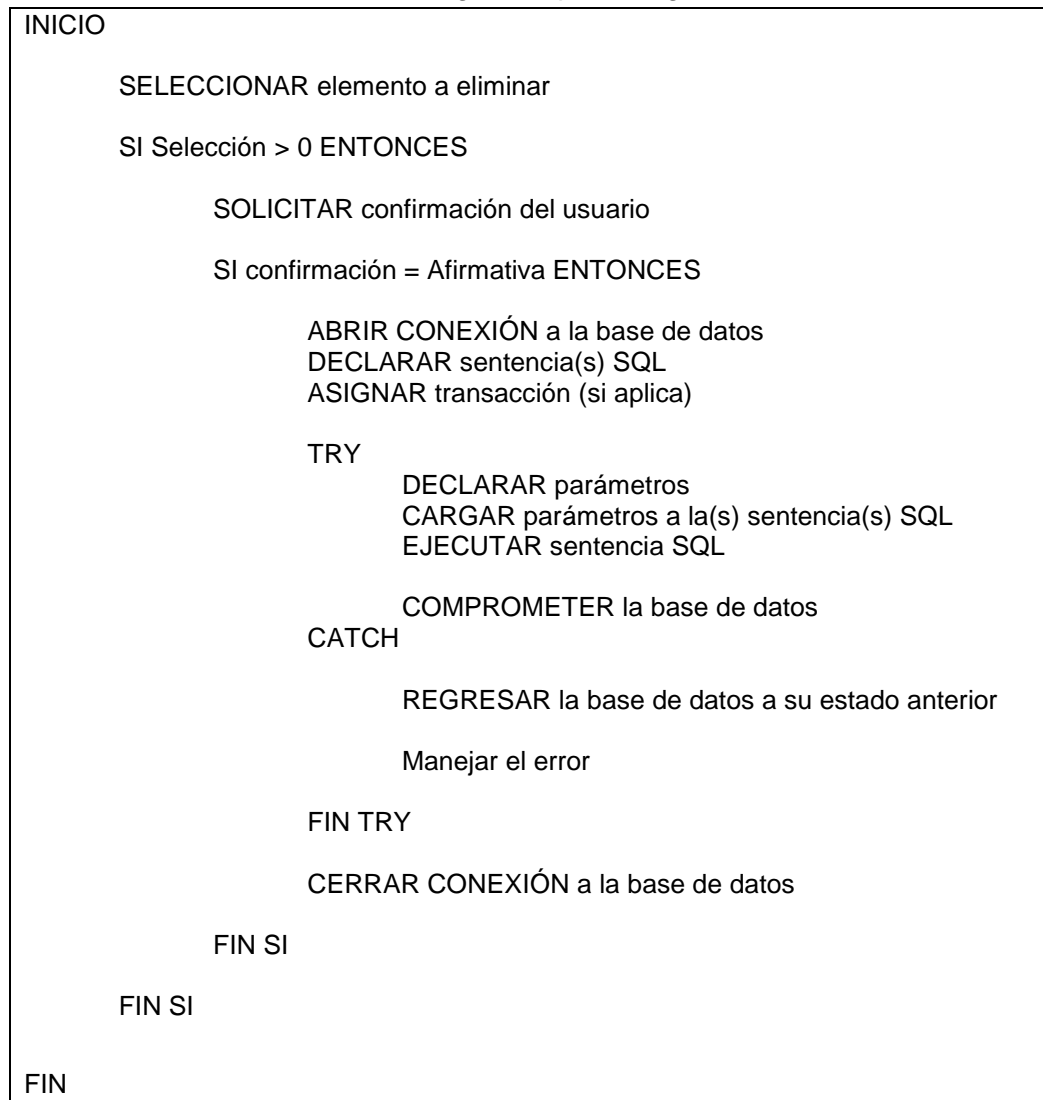 INICIO
SELECCIONAR elemento a eliminar
SI Selección > 0 ENTONCES
SOLICITAR confirmación del usuario
SI confirmación = Afirmativa ENTONCES
ABRIR CONEXIÓN a la base de datos
DECLARAR sentencia(s) SQL
ASIGNAR transacción (si aplica)
TRY
DECLARAR parámetros
CARGAR parámetros a la(s) sentencia(s) SQL
EJECUTAR sentencia SQL
COMPROMETER la base de datos
CATCH
REGRESAR la base de datos a su estado anterior
Manejar el error
FIN TRY
CERRAR CONEXIÓN a la base de datos
FIN SI
FIN SI
FIN